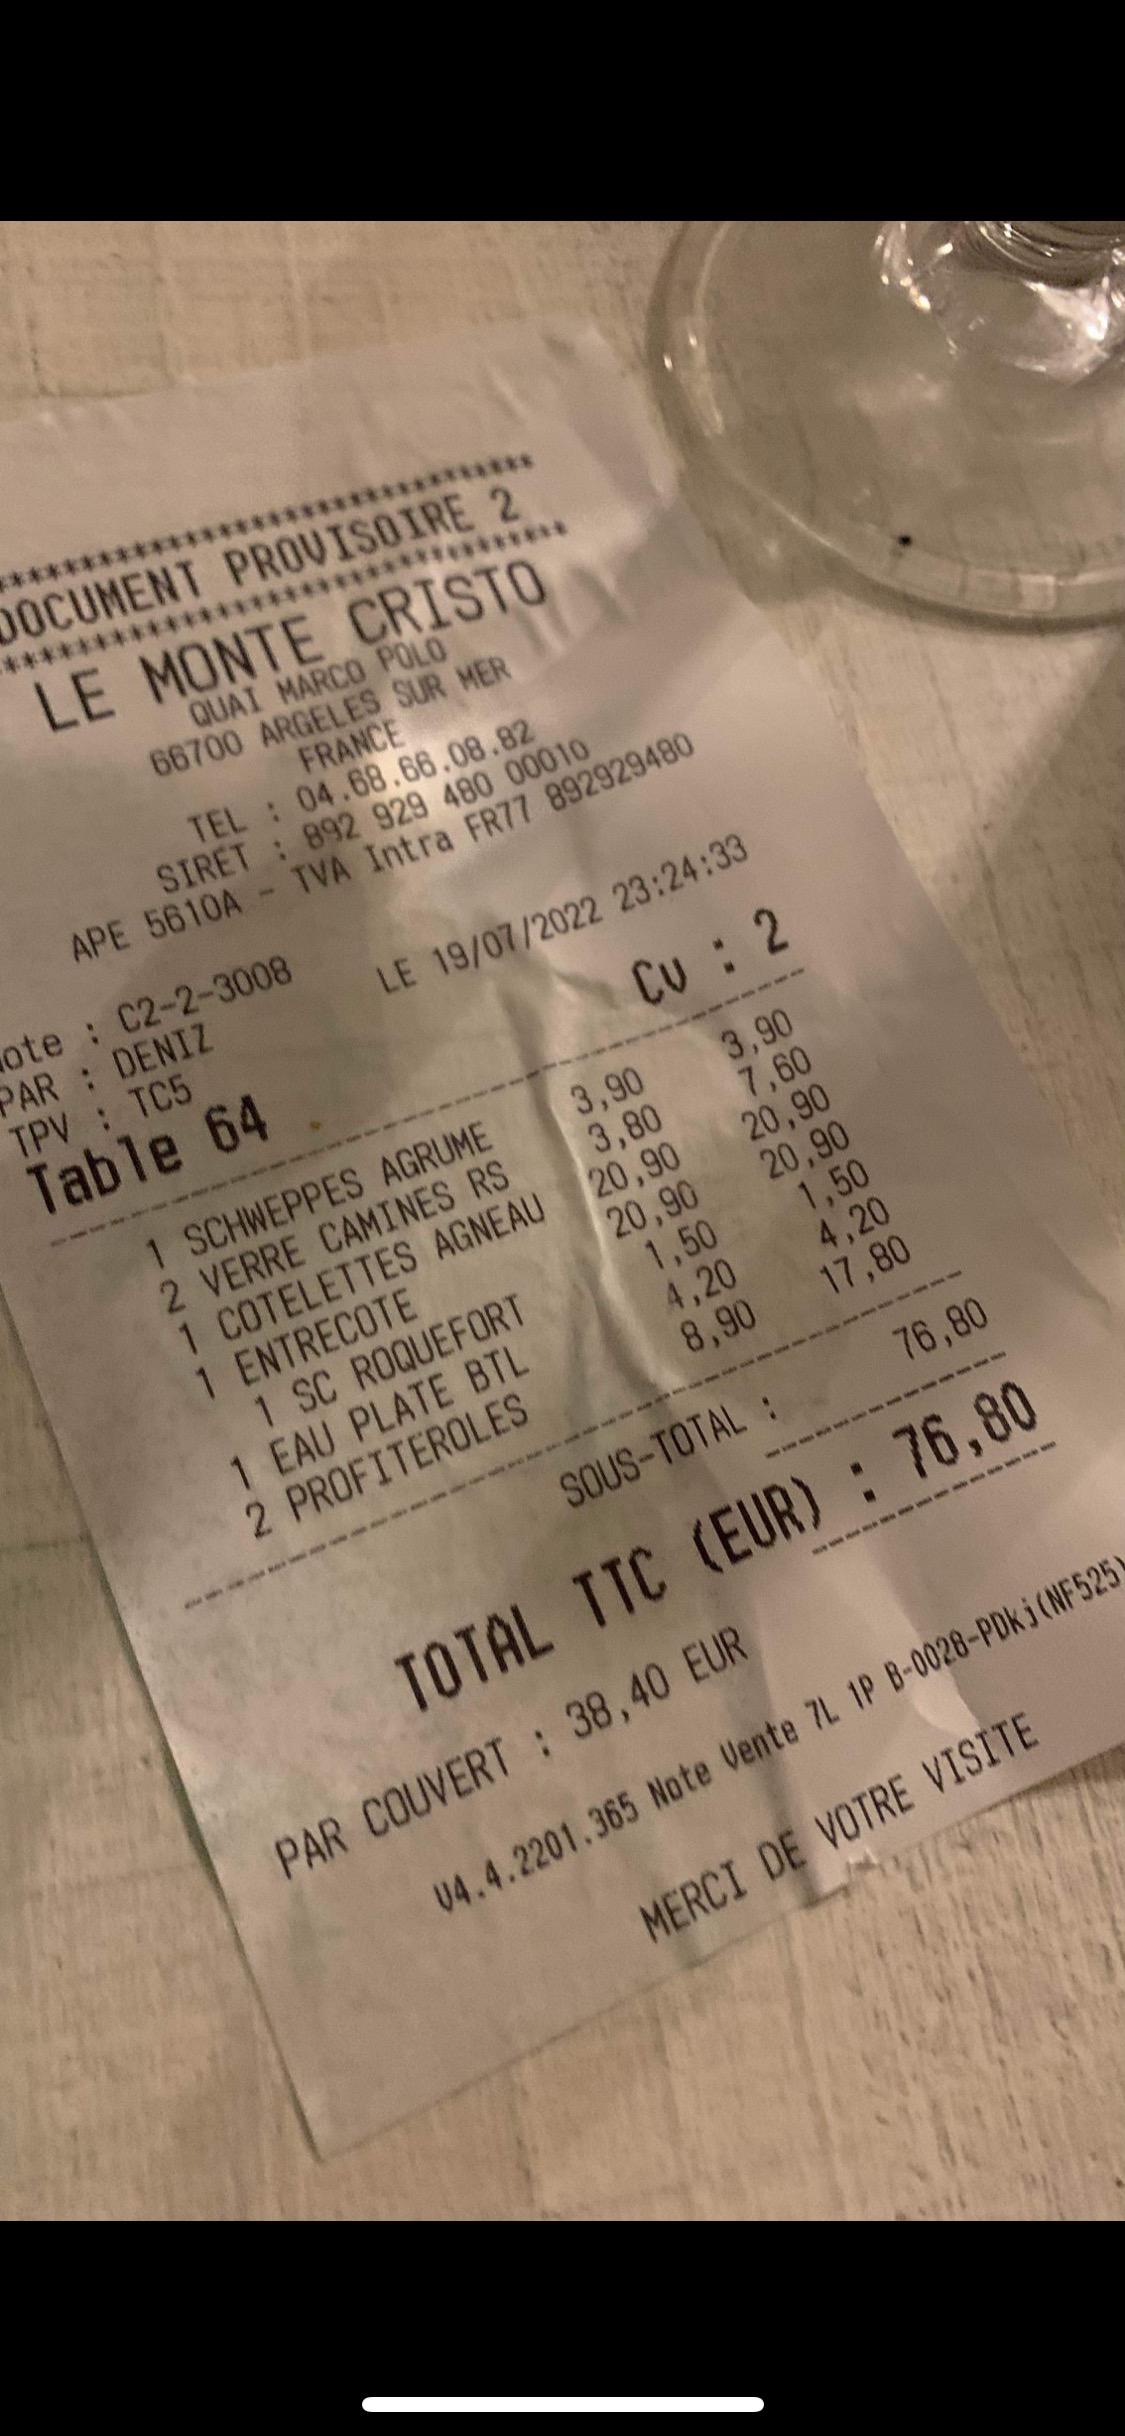 ********************************
DOCUMENT PROVISOIRE 2
********************************
LE MONTE CRISTO
QUAI MARCO POLO
66700 ARGELES SUR MER
FRANCE
TEL : 04.68.66.08.82
SIRET : 892 929 480 00010
APE 5610A - TVA Intra FR77 892929480
LE 19/07/2022 23:24:33
ote : C2-2-3008
PAR : DENIZ
TPV : TC5
Table 64 Cv : 2
1 SCHWEPPES AGRUME 3,90 3,90
2 VERRE CAMINES RS 3,80 7,60
1 COTELETTES AGNEAU 20,90 20,90
1 ENTRECOTE 20,90 20,90
1 SC ROQUEFORT 1,50 1,50
1 EAU PLATE BTL 4,20 4,20
2 PROFITEROLES 8,90 17,80
SOUS-TOTAL : 76,80
TOTAL TTC (EUR) : 76,80
PAR COUVERT : 38,40 EUR
V4.4.2201.365 Note Vente 7L 1P B-0028-PDkj(NF525)
MERCI DE VOTRE VISITE